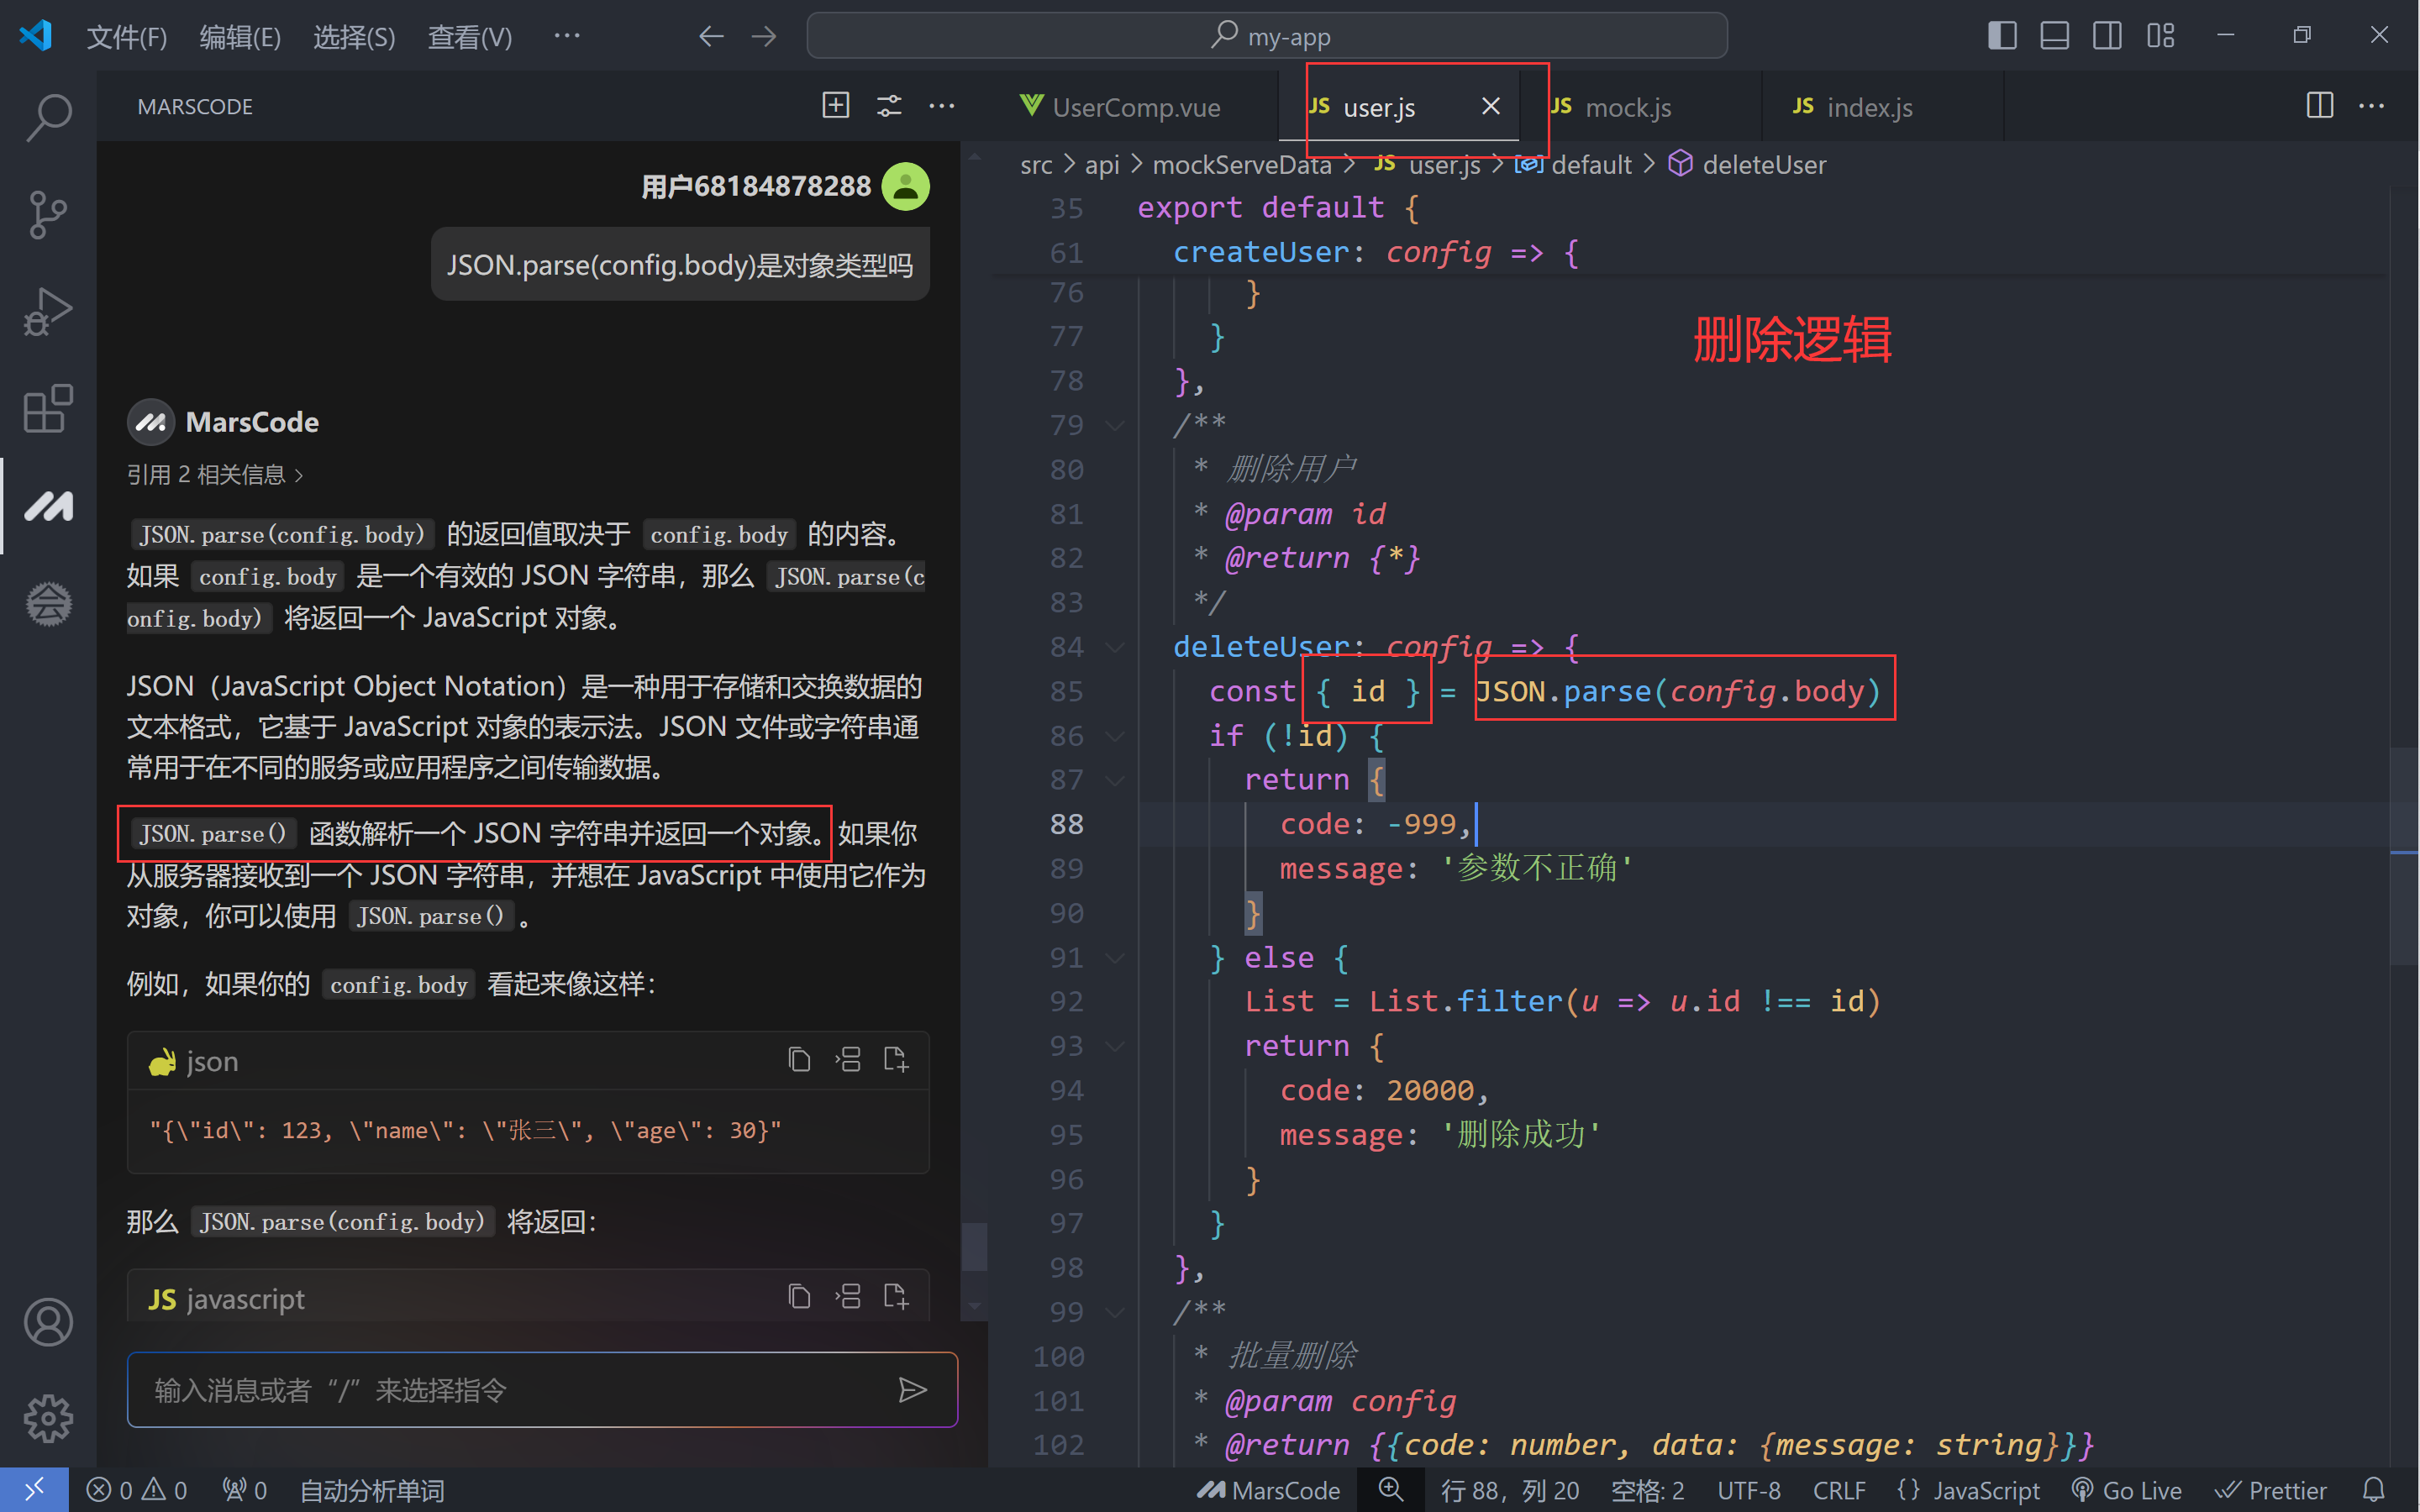 文件(F) 编辑(E) 选择(S) 查看(V) ··· my-app
MARSCODE
用户68184878288
JSON.parse(config.body)是对象类型吗
MarsCode
引用 2 相关信息 >
JSON.parse(config.body) 的返回值取决于 config.body 的内容。
如果 config.body 是一个有效的 JSON 字符串，那么 JSON.parse(c
onfig.body) 将返回一个 JavaScript 对象。
JSON（JavaScript Object Notation）是一种用于存储和交换数据的
文本格式，它基于 JavaScript 对象的表示法。JSON 文件或字符串通
常用于在不同的服务或应用程序之间传输数据。
JSON.parse() 函数解析一个 JSON 字符串并返回一个对象。如果你
从服务器接收到一个 JSON 字符串，并想在 JavaScript 中使用它作为
对象，你可以使用 JSON.parse() 。
例如，如果你的 config.body 看起来像这样：
json
"{\"id\": 123, \"name\": \"张三\", \"age\": 30}"
那么 JSON.parse(config.body) 将返回：
JS javascript
输入消息或者“/”来选择指令
UserComp.vue JS user.js JS mock.js JS index.js
src > api > mockServeData > JS user.js > default > deleteUser
35 export default {
61 createUser: config => {
76 }
77 }
78 },
删除逻辑
79 /**
80 * 删除用户
81 * @param id
82 * @return {*}
83 */
84 deleteUser: config => {
85 const { id } = JSON.parse(config.body)
86 if (!id) {
87 return {
88 code: -999,
89 message: '参数不正确'
90 }
91 } else {
92 List = List.filter(u => u.id !== id)
93 return {
94 code: 20000,
95 message: '删除成功'
96 }
97 }
98 },
99 /**
100 * 批量删除
101 * @param config
102 * @return {{code: number, data: {message: string}}}
0 0 0 自动分析单词 MarsCode 行 88，列 20 空格: 2 UTF-8 CRLF {} JavaScript Go Live Prettier